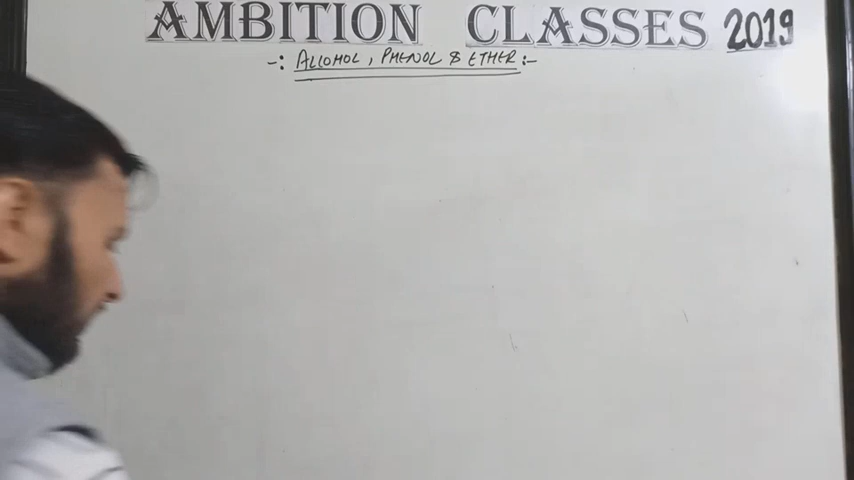 AMBITION CLASSES 2019
-: ALCOHOL, PHENOL & ETHER :-